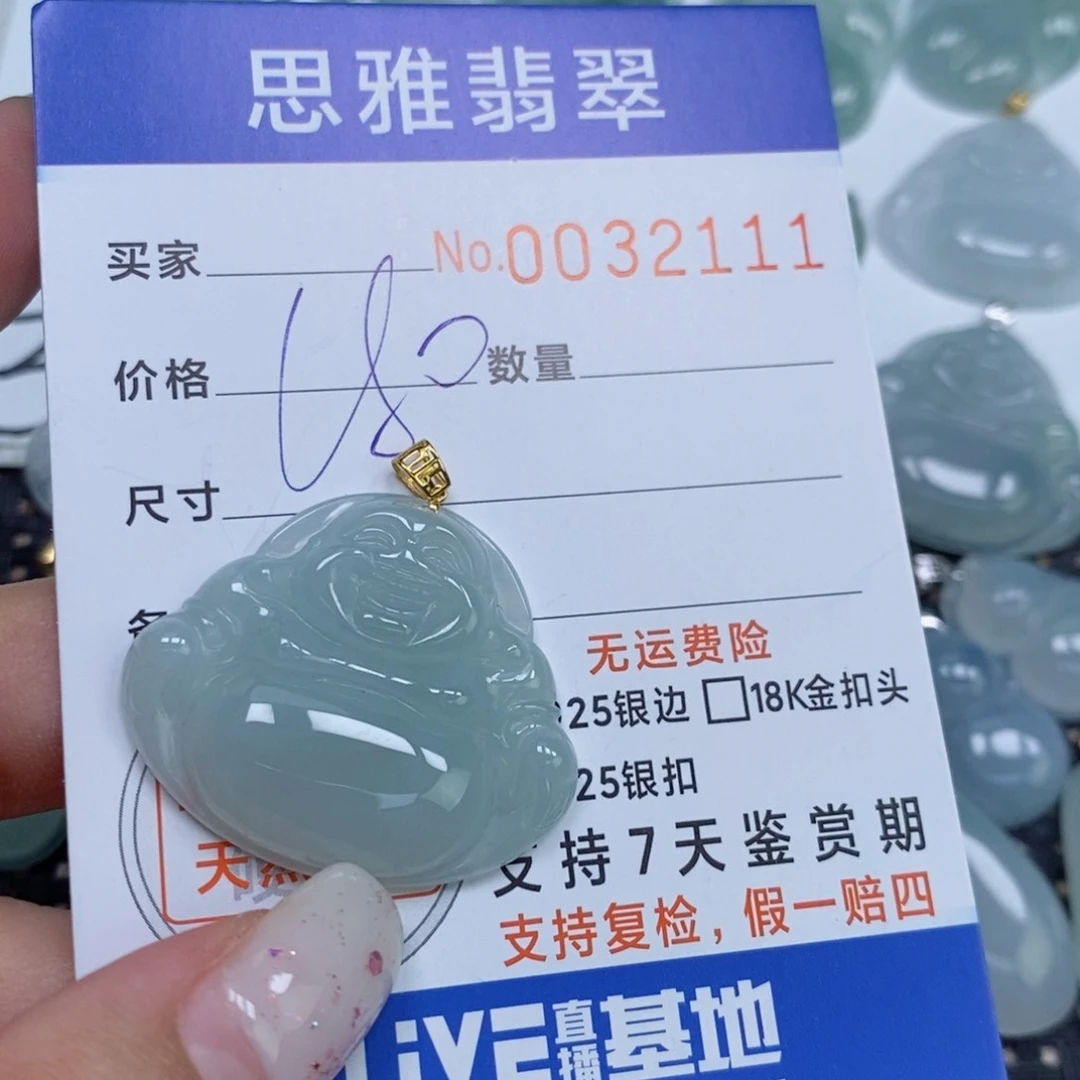 思雅翡翠
买家 No.0032111
价格 数量
尺寸
无运费险
25银边 □18K金扣头
25银扣
天然
支持7天鉴赏期
支持复检，假一赔四
直播基地